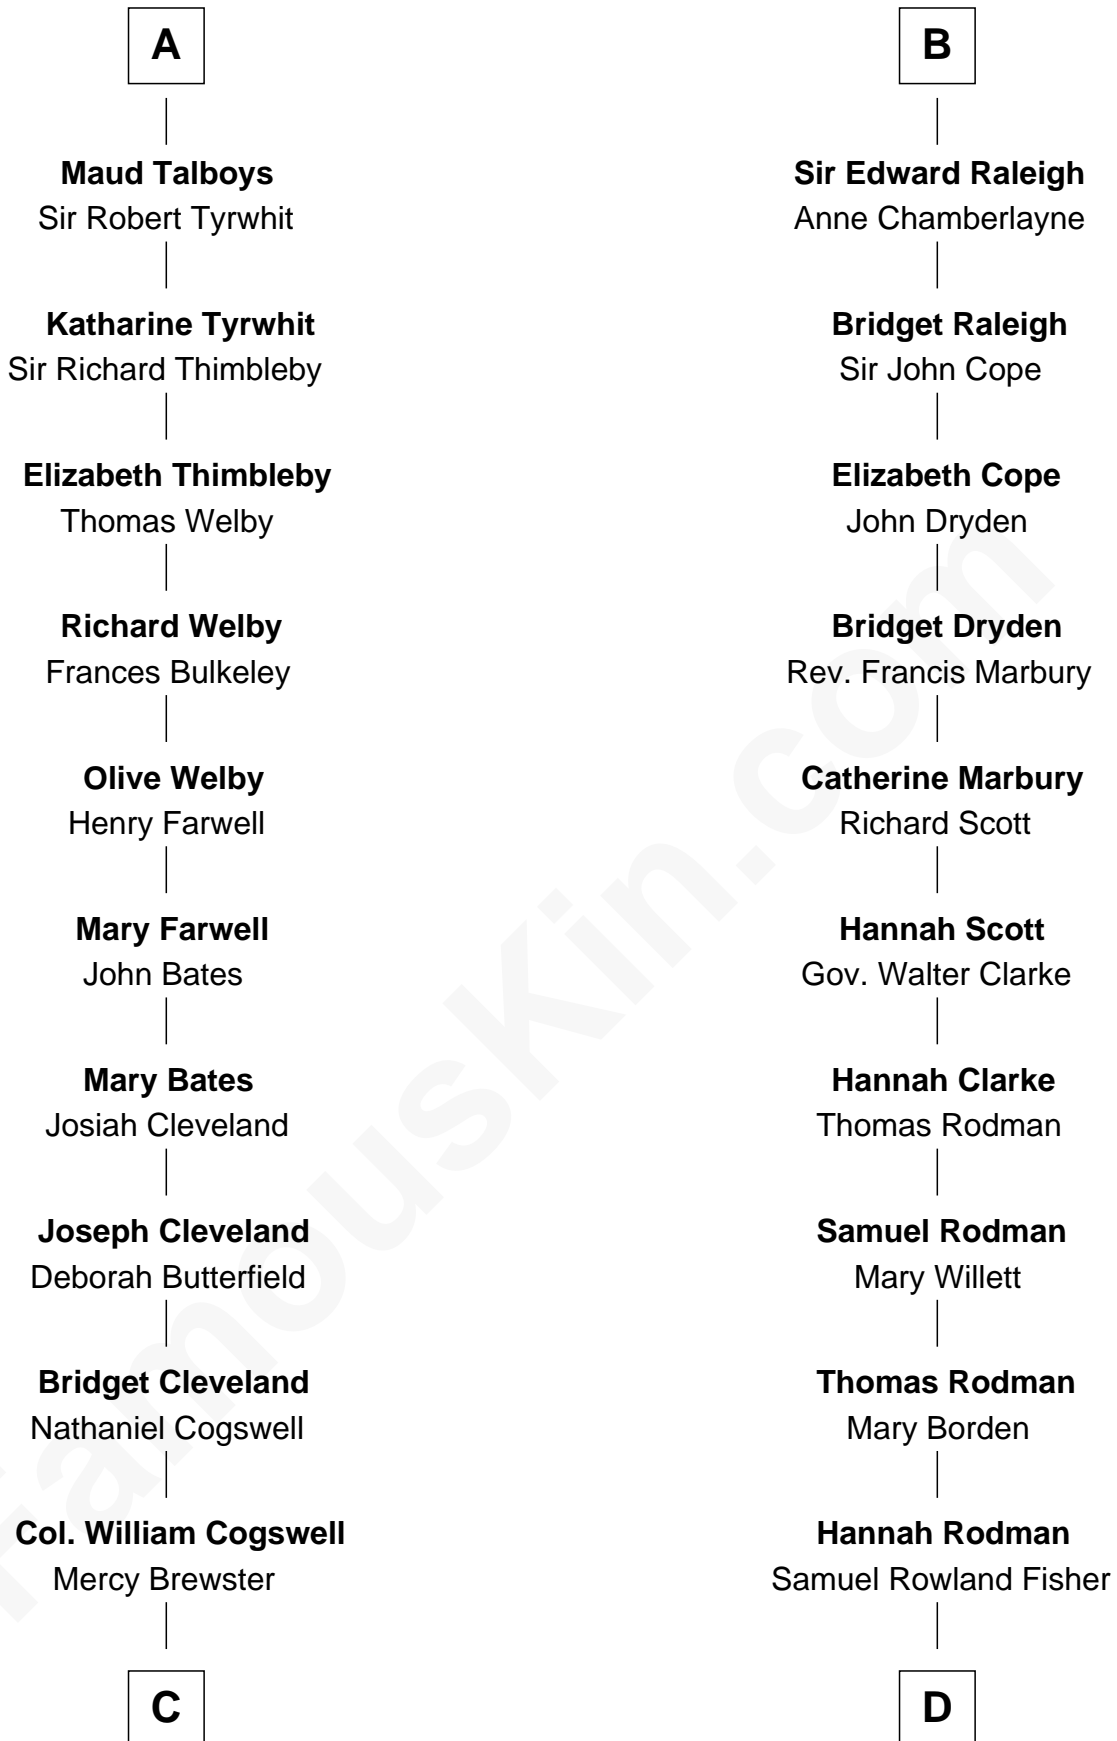 A
Maud Talboys
Sir Robert Tyrwhit
Katharine Tyrwhit
Sir Richard Thimbleby
Elizabeth Thimbleby
Thomas Welby
Richard Welby
Frances Bulkeley
Olive Welby
Henry Farwell
Mary Farwell
John Bates
Mary Bates
Josiah Cleveland
Joseph Cleveland
Deborah Butterfield
Bridget Cleveland
Nathaniel Cogswell
Col. William Cogswell
Mercy Brewster
C
B
Sir Edward Raleigh
Anne Chamberlayne
Bridget Raleigh
Sir John Cope
Elizabeth Cope
John Dryden
Bridget Dryden
Rev. Francis Marbury
Catherine Marbury
Richard Scott
Hannah Scott
Gov. Walter Clarke
Hannah Clarke
Thomas Rodman
Samuel Rodman
Mary Willett
Thomas Rodman
Mary Borden
Hannah Rodman
Samuel Rowland Fisher
D
FamousKin.com